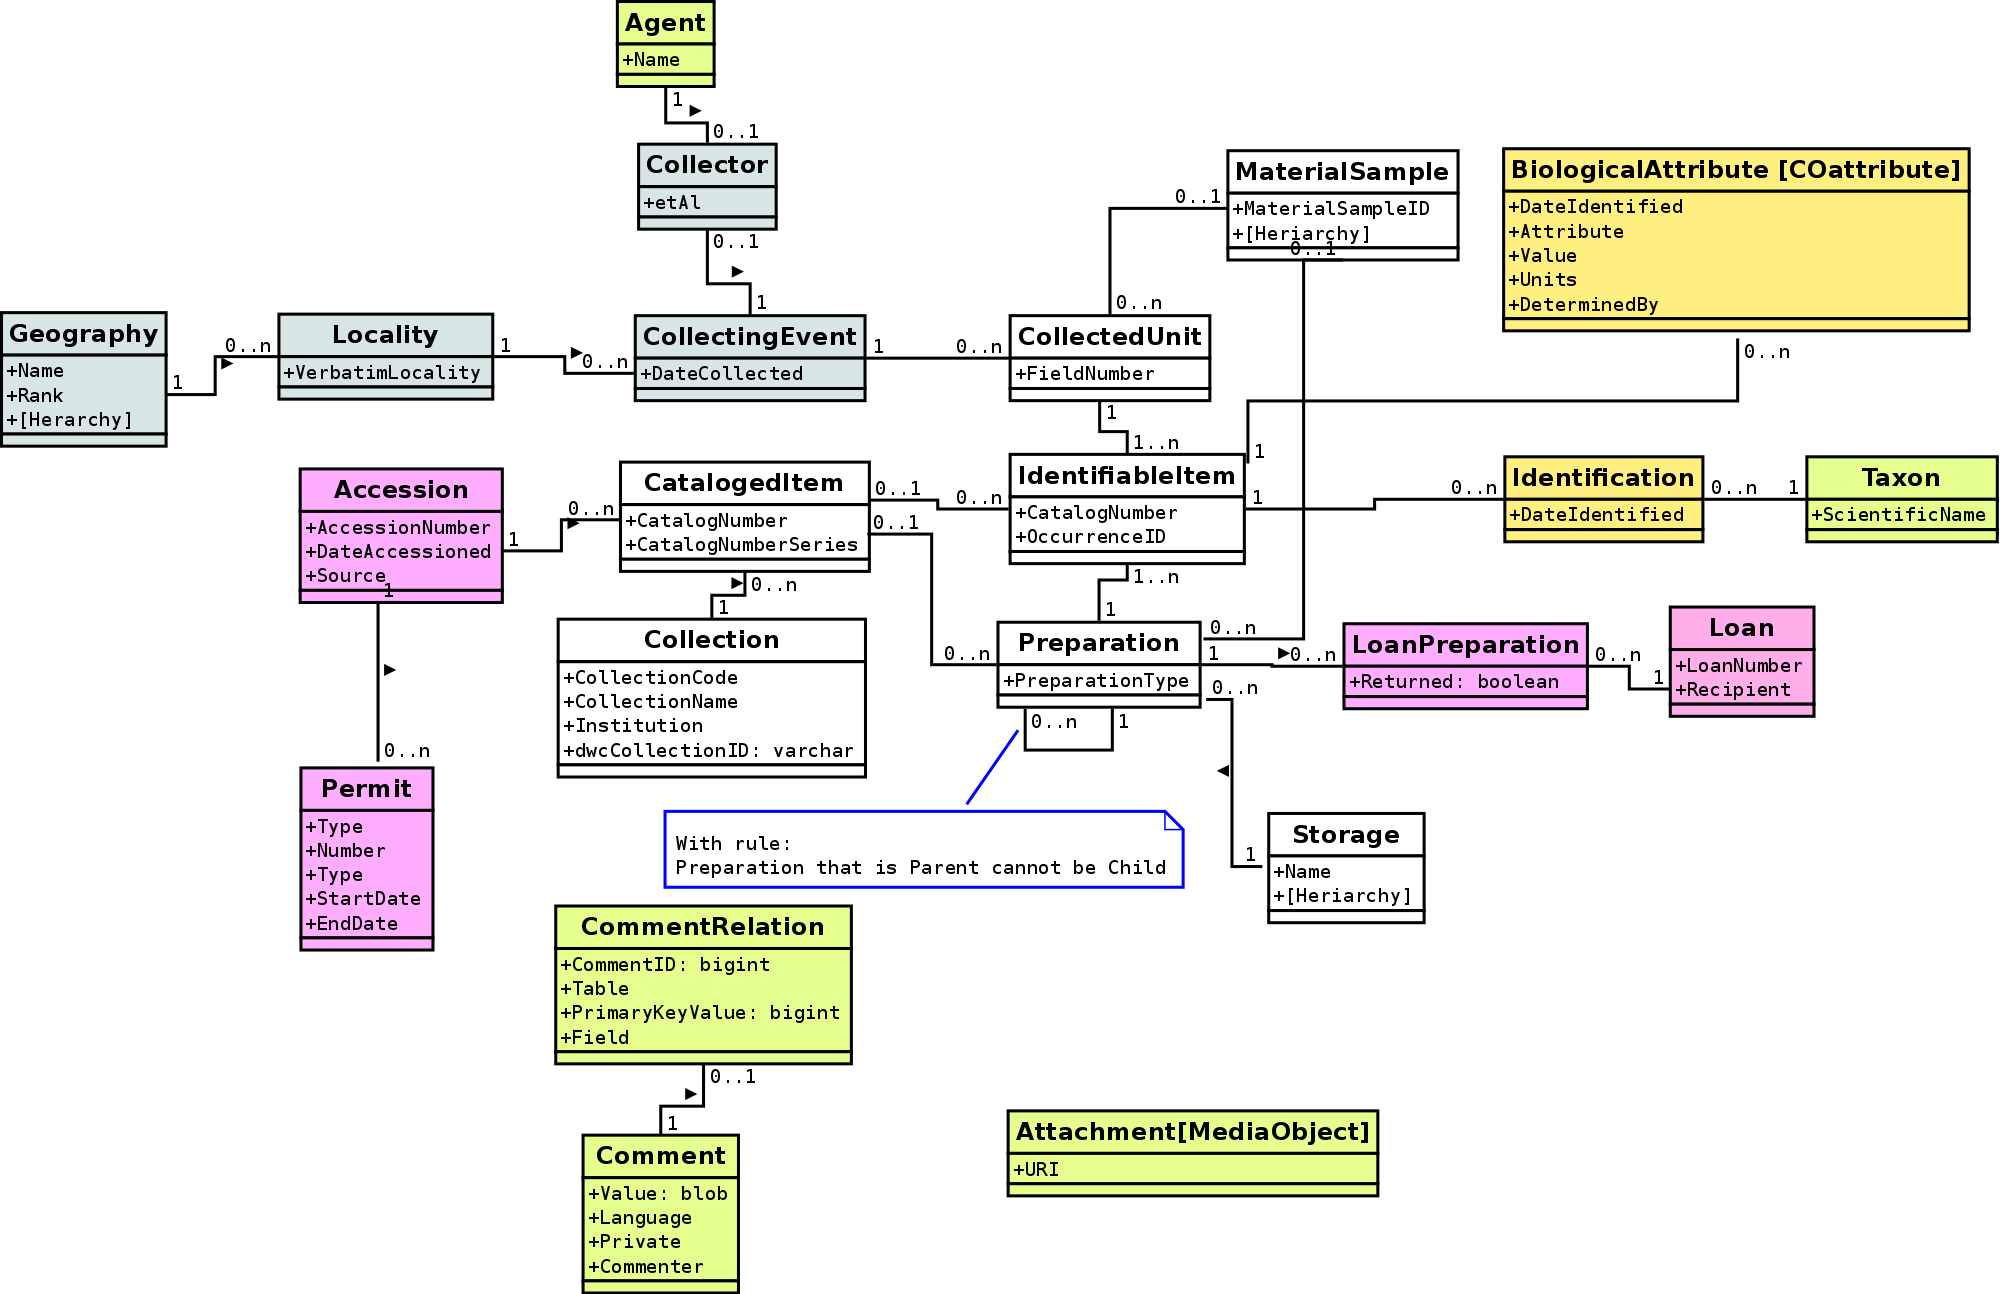 Agent
+Name
1
0..1
Collector
+etAl
0..1
1
MaterialSample
+MaterialSampleID
+[Heriarchy]
0..1
0..1
BiologicalAttribute [COattribute]
+DateIdentified
+Attribute
+Value
+Units
+DeterminedBy
0..n
Geography
+Name
+Rank
+[Herarchy]
1
0..n
Locality
+VerbatimLocality
1
0..n
CollectingEvent
+DateCollected
1
0..n
CollectedUnit
+FieldNumber
0..n
1
1..n
1
Accession
+AccessionNumber
+DateAccessioned
+Source
1
1
0..n
CatalogedItem
+CatalogNumber
+CatalogNumberSeries
0..1
0..n
0..1
0..n
IdentifiableItem
+CatalogNumber
+OccurrenceID
1
0..n
1..n
1
Identification
+DateIdentified
0..n
1
Taxon
+ScientificName
0..n
1
Collection
+CollectionCode
+CollectionName
+Institution
+dwcCollectionID: varchar
Preparation
+PreparationType
0..n
1
0..n
0..n
0..n
1
LoanPreparation
+Returned: boolean
0..n
1
Loan
+LoanNumber
+Recipient
0..n
Permit
+Type
+Number
+Type
+StartDate
+EndDate
With rule:
Preparation that is Parent cannot be Child
1
Storage
+Name
+[Heriarchy]
CommentRelation
+CommentID: bigint
+Table
+PrimaryKeyValue: bigint
+Field
0..1
1
Comment
+Value: blob
+Language
+Private
+Commenter
Attachment[MediaObject]
+URI